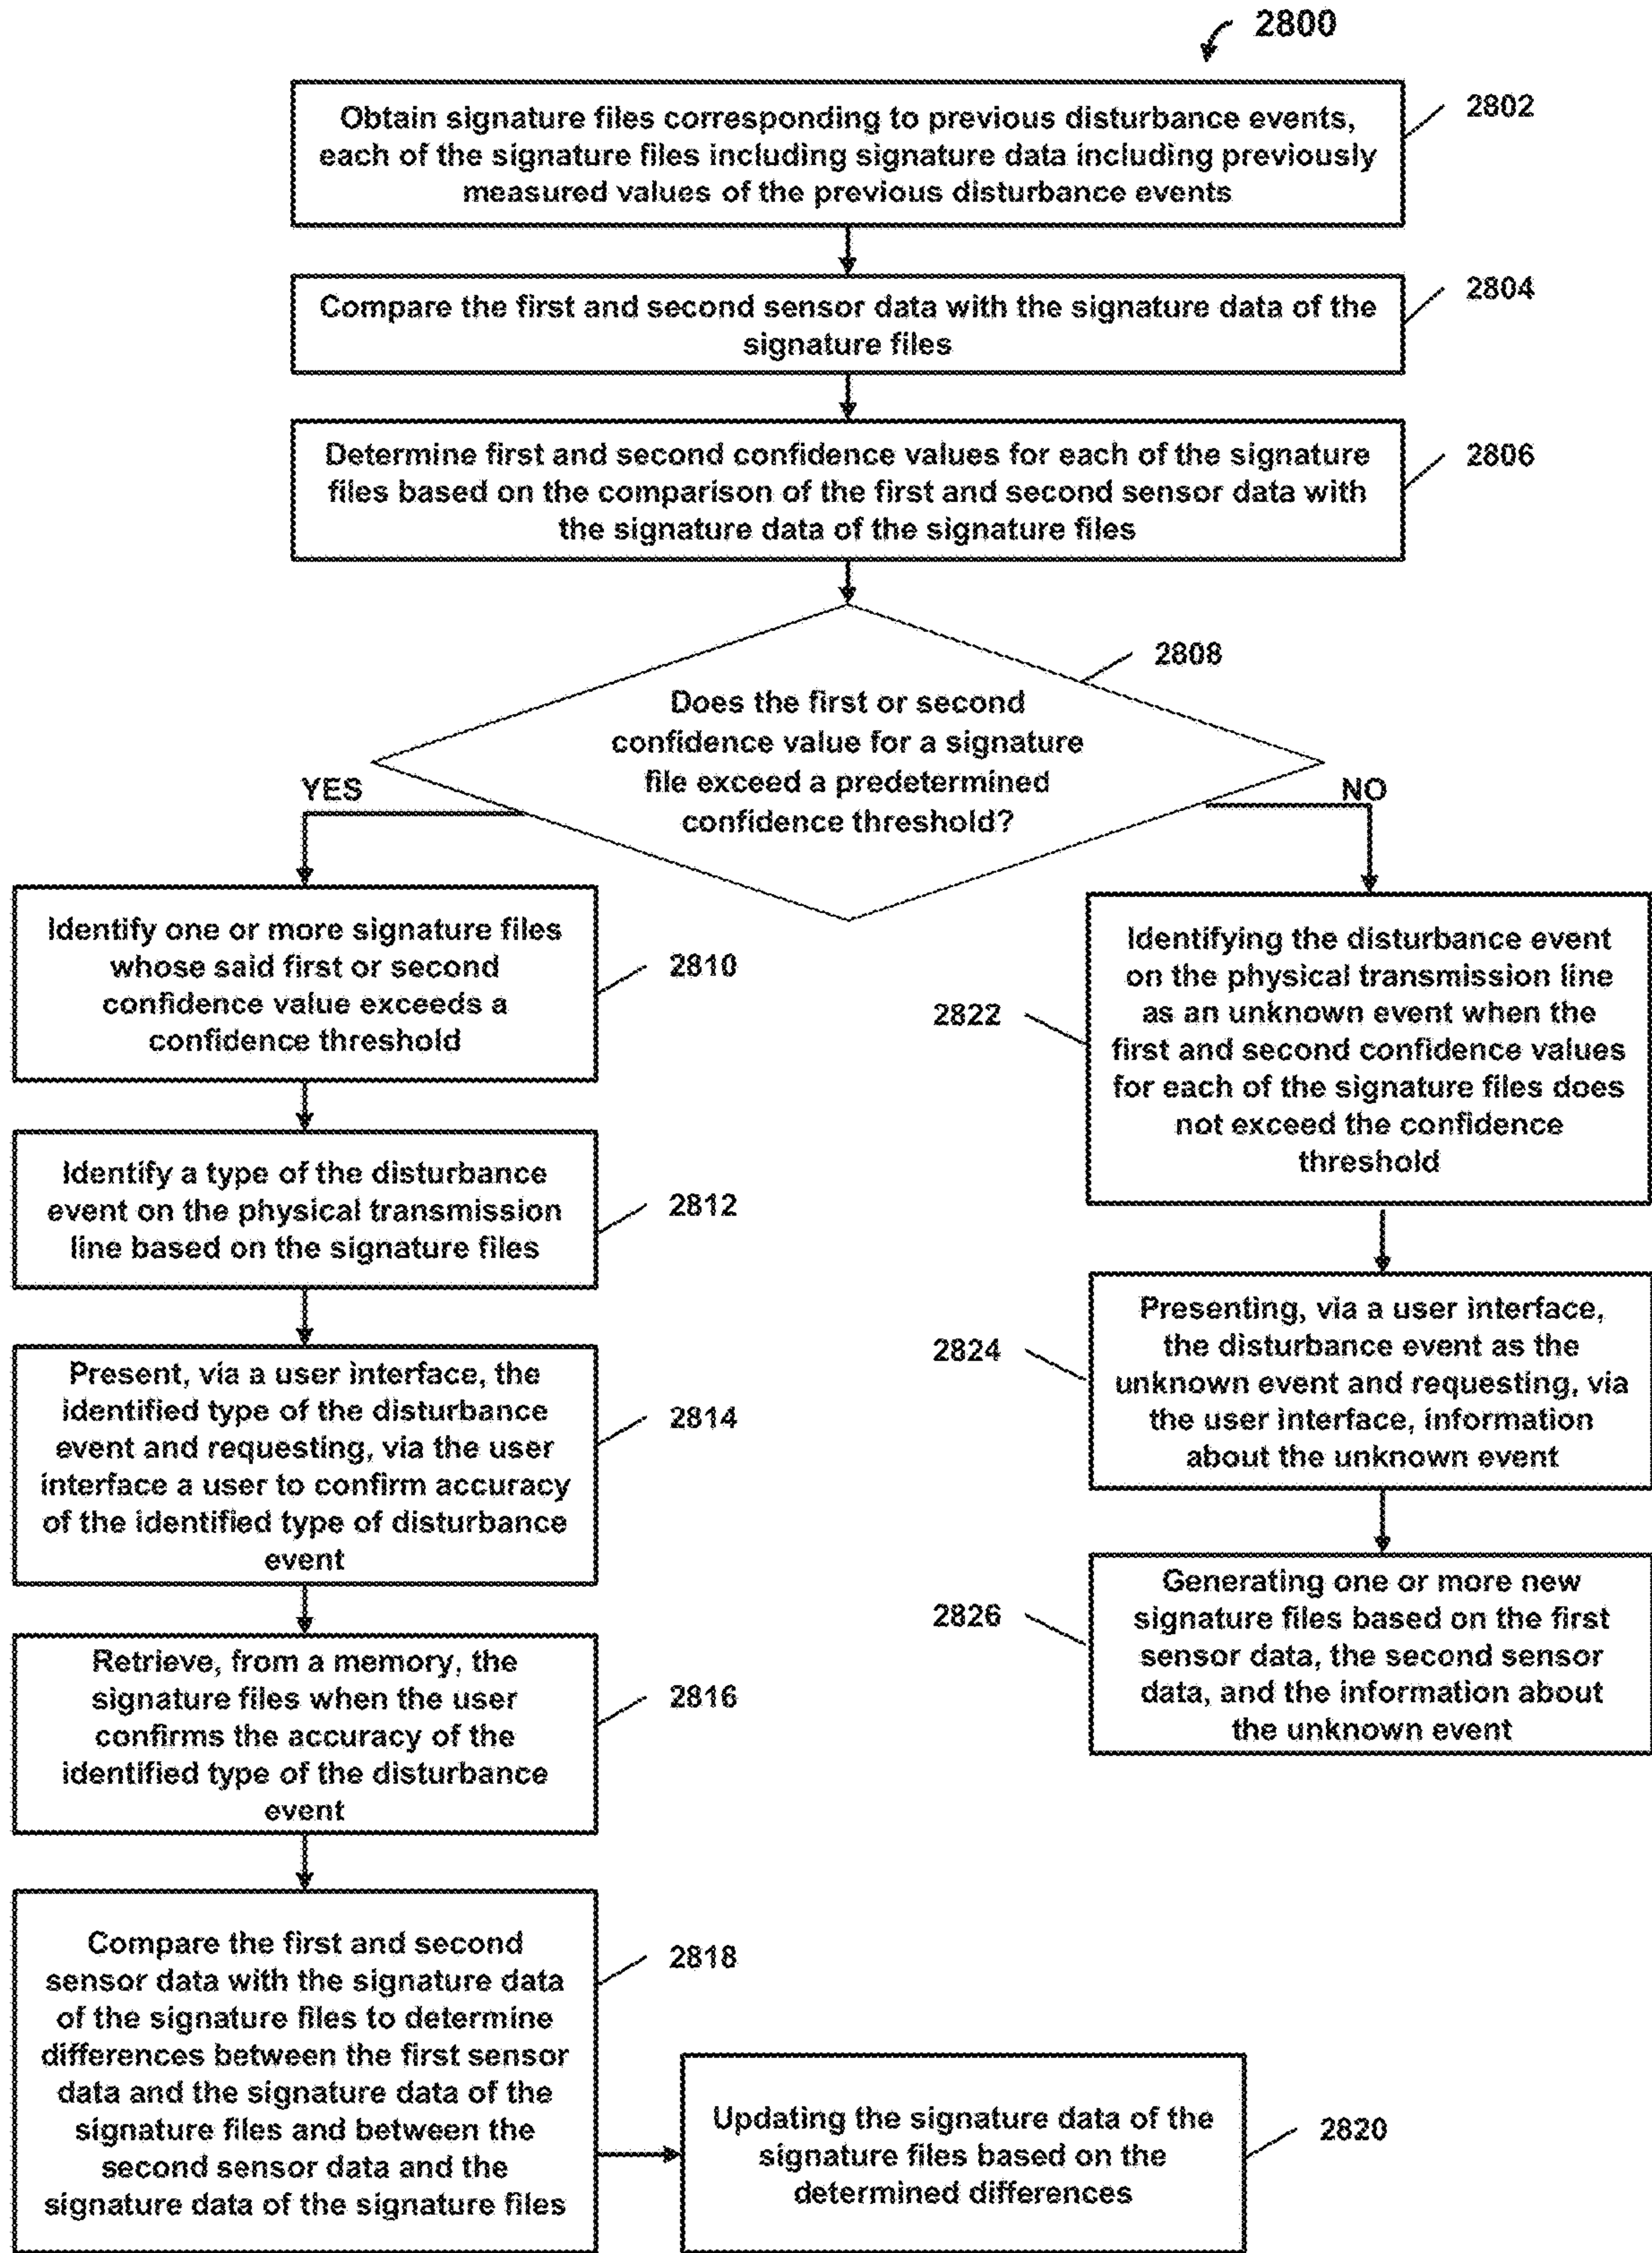 2800
Obtain signature files corresponding to previous disturbance events,
each of the signature files including signature data including previously
measured values of the previous disturbance events
2802
Compare the first and second sensor data with the signature data of the
signature files
2804
Determine first and second confidence values for each of the signature
files based on the comparison of the first and second sensor data with
the signature data of the signature files
2806
2808
Does the first or second
confidence value for a signature
file exceed a predetermined
confidence threshold?
YES
NO
Identify one or more signature files
whose said first or second
confidence value exceeds a
confidence threshold
2810
Identify a type of the disturbance
event on the physical transmission
line based on the signature files
2812
Present, via a user interface, the
identified type of the disturbance
event and requesting, via the user
interface a user to confirm accuracy
of the identified type of disturbance
event
2814
Retrieve, from a memory, the
signature files when the user
confirms the accuracy of the
identified type of the disturbance
event
2816
Compare the first and second
sensor data with the signature data
of the signature files to determine
differences between the first sensor
data and the signature data of the
signature files and between the
second sensor data and the
signature data of the signature files
2818
Updating the signature data of the
signature files based on the
determined differences
2820
Identifying the disturbance event
on the physical transmission line
as an unknown event when the
first and second confidence values
for each of the signature files does
not exceed the confidence
threshold
2822
Presenting, via a user interface,
the disturbance event as the
unknown event and requesting, via
the user interface, information
about the unknown event
2824
Generating one or more new
signature files based on the first
sensor data, the second sensor
data, and the information about
the unknown event
2826